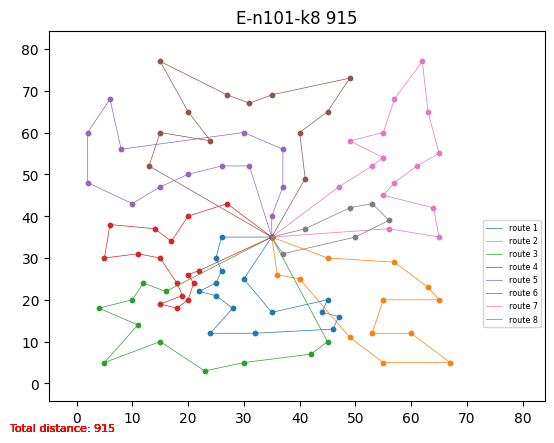 E-n101-k8 915
80
70
60
50
40
30
20
10
0
route 1
route 2
route 3
route 4
route 5
route 6
route 7
route 8
0 10 20 30 40 50 60 70 80
Total distance: 915